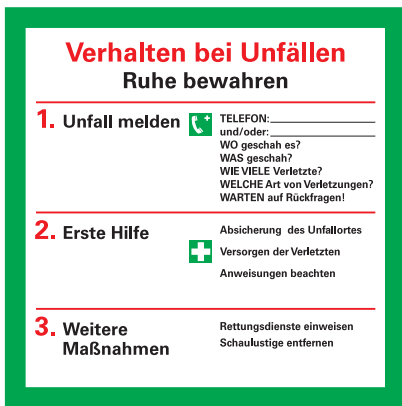 Verhalten bei Unfällen
Ruhe bewahren
1. Unfall melden
TELEFON:
und/oder:
WO geschah es?
WAS geschah?
WIE VIELE Verletzte?
WELCHE Art von Verletzungen?
WARTEN auf Rückfragen!
2. Erste Hilfe
Absicherung des Unfallortes
Versorgen der Verletzten
Anweisungen beachten
3. Weitere
Maßnahmen
Rettungsdienste einweisen
Schaulustige entfernen